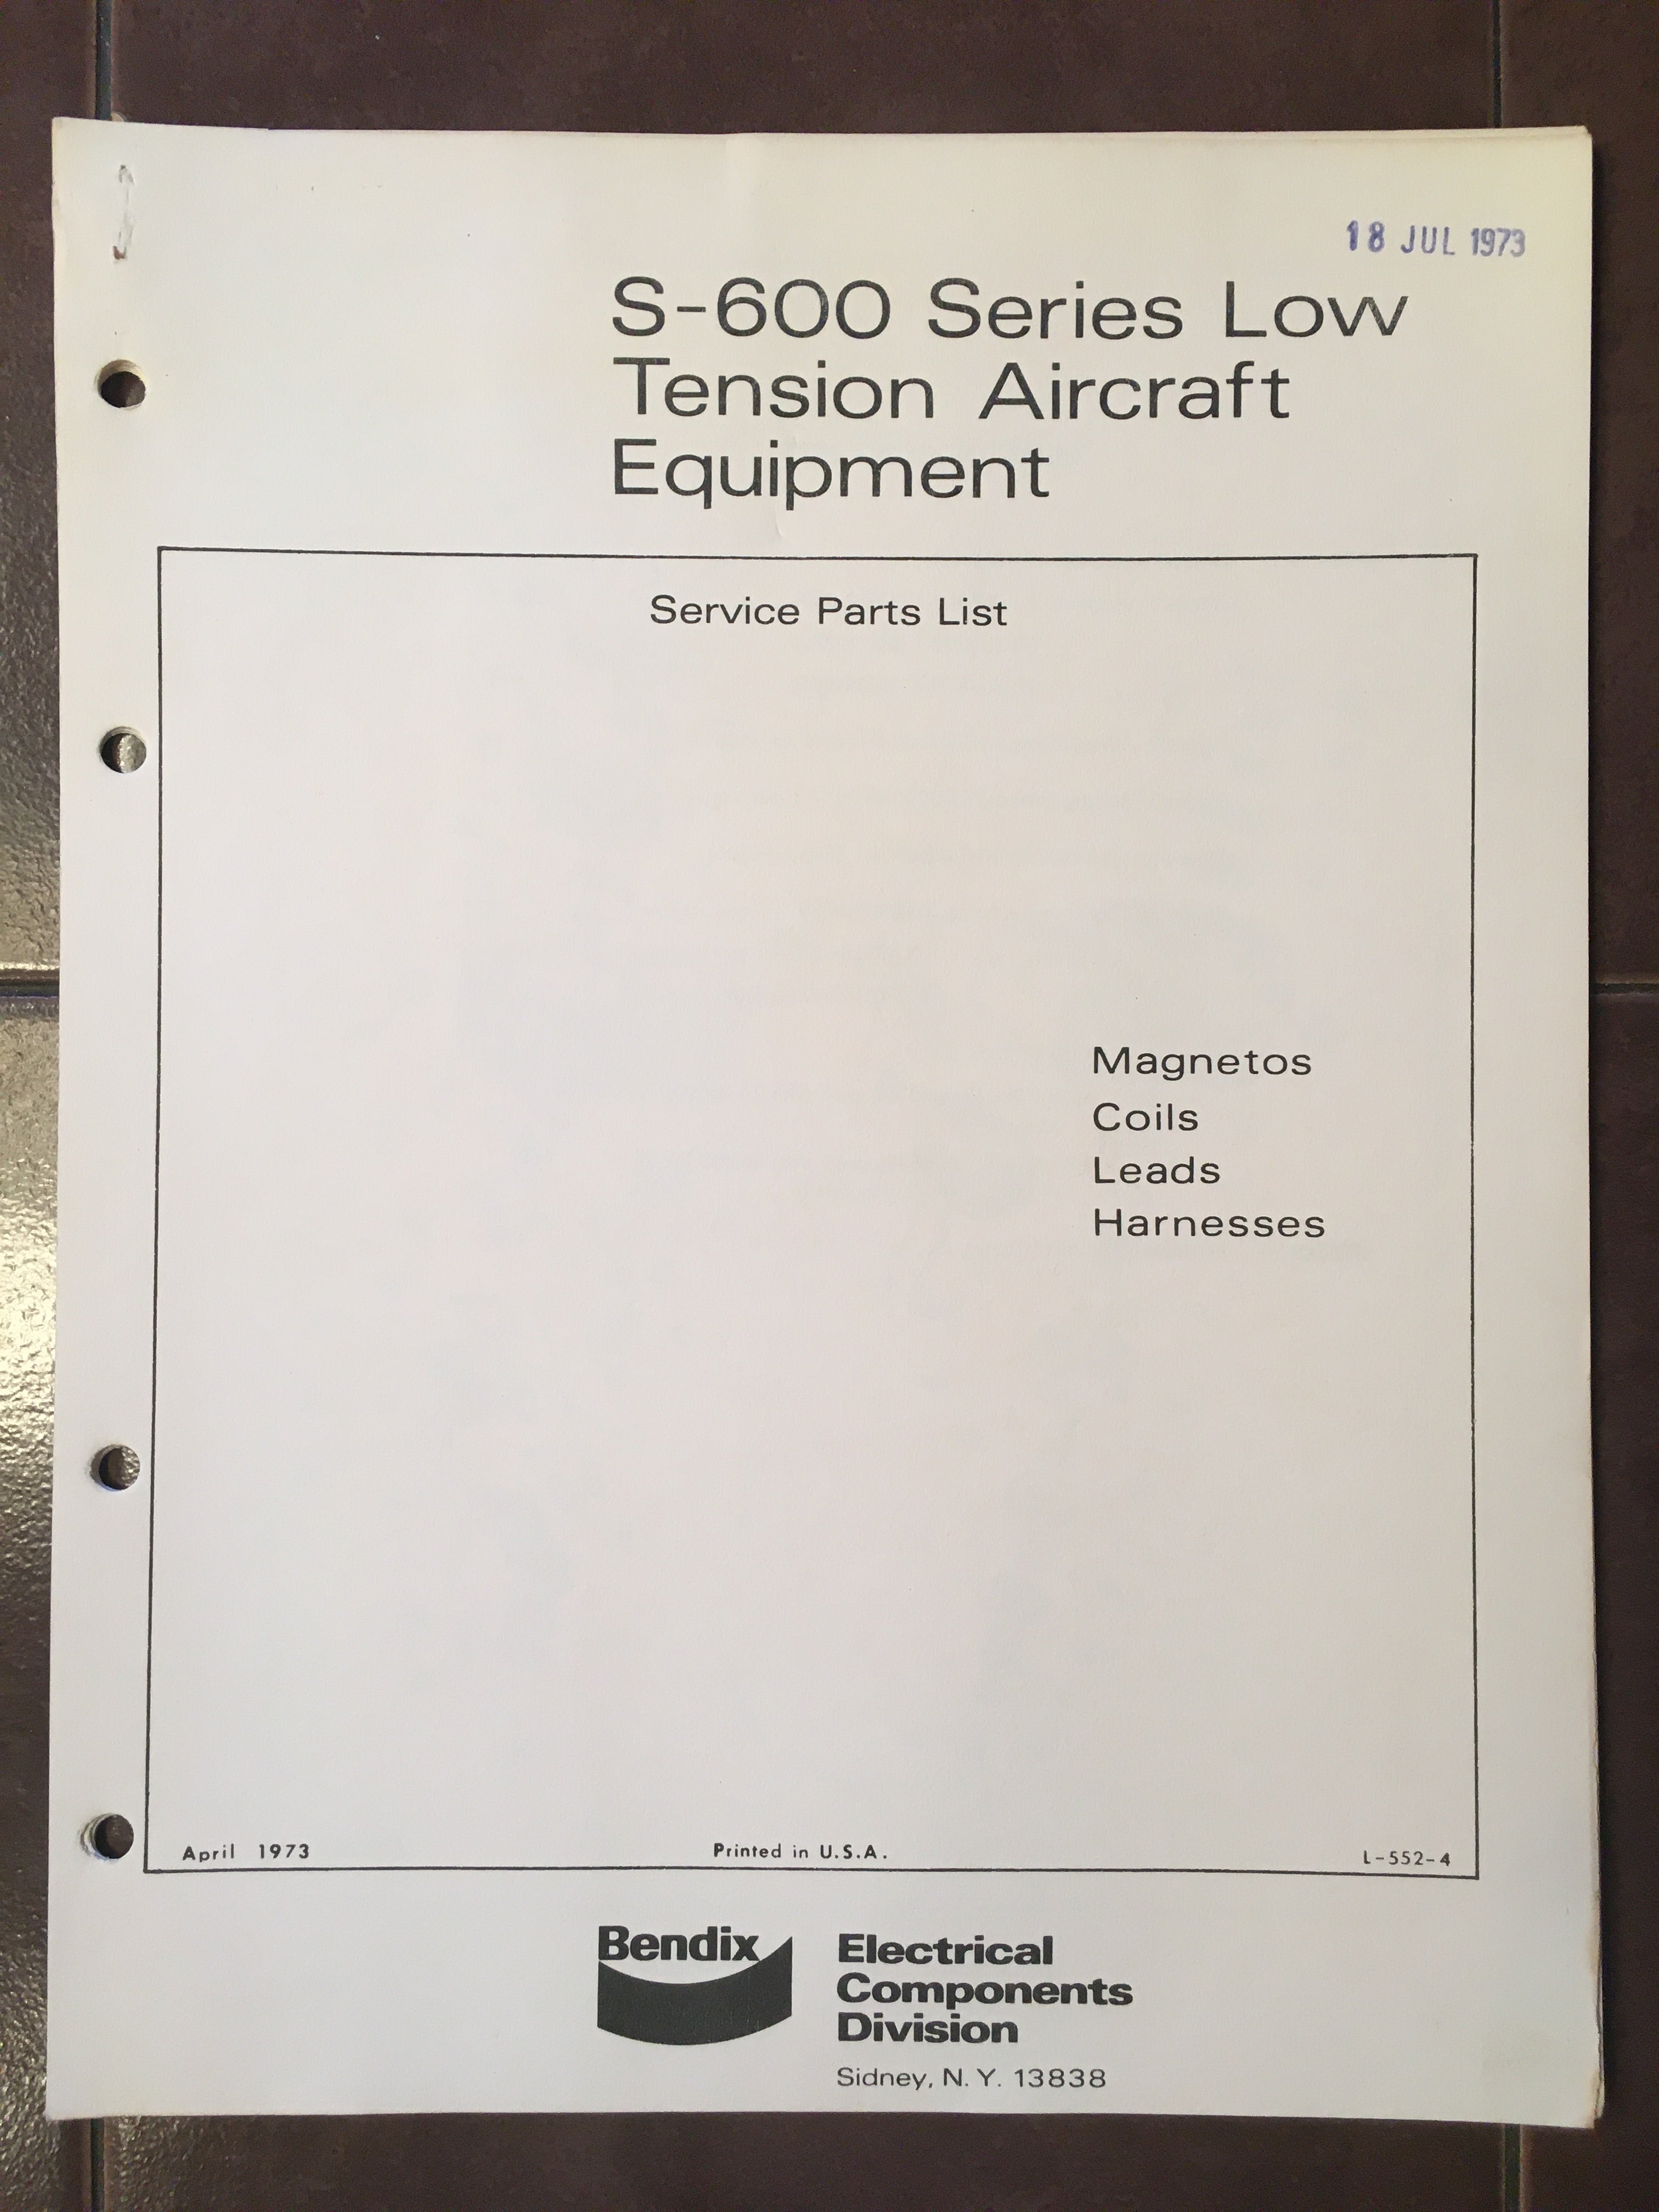 18 JUL 1973
S-600 Series Low
Tension Aircraft
Equipment
Service Parts List
Magnetos
Coils
Leads
Harnesses
April 1973 Printed in U.S.A. L-552-4
Bendix
Electrical
Components
Division
Sidney, N. Y. 13838